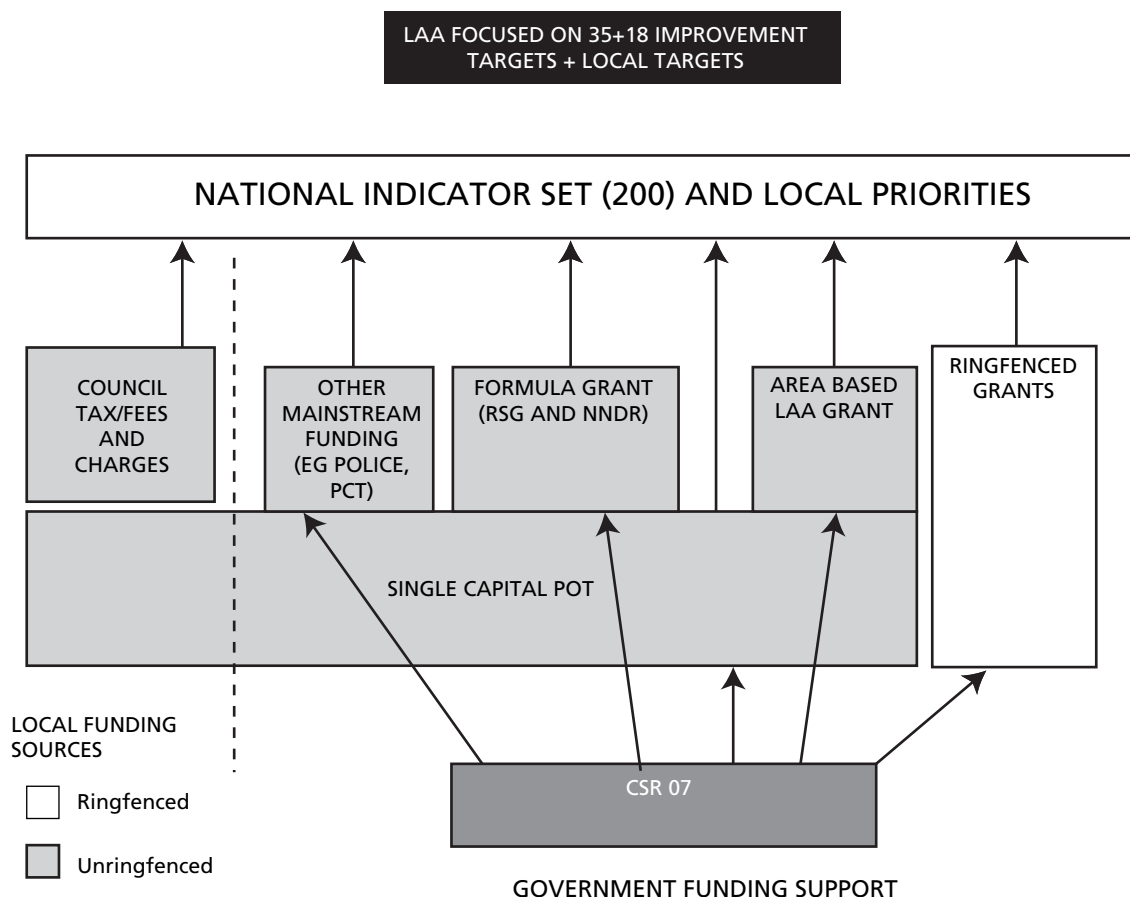 LAA FOCUSED ON 35+18 IMPROVEMENT
TARGETS + LOCAL TARGETS
NATIONAL INDICATOR SET (200) AND LOCAL PRIORITIES
COUNCIL
TAX/FEES
AND
CHARGES
OTHER
MAINSTREAM
FUNDING
(EG POLICE,
PCT)
FORMULA GRANT
(RSG AND NNDR)
AREA BASED
LAA GRANT
RINGFENCED
GRANTS
SINGLE CAPITAL POT
LOCAL FUNDING
SOURCES
Ringfenced
Unringfenced
CSR 07
GOVERNMENT FUNDING SUPPORT